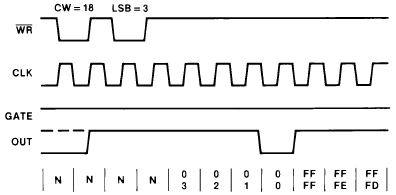 CW = 18 LSB = 3
WR
CLK
GATE
OUT
N N N N 0 0 0 0 FF FF FF
3 2 1 0 FF FE FD